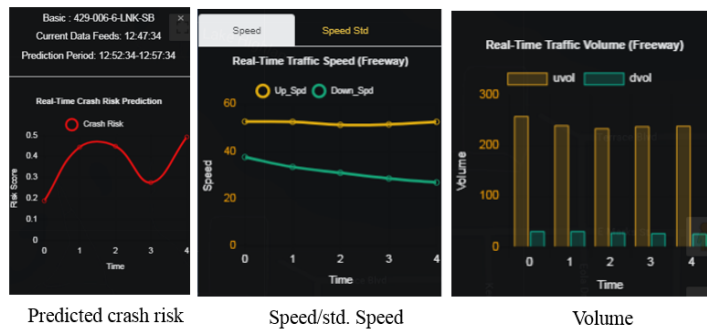 Basic : 429-006-6-LNK-SB
×
Current Data Feeds: 12:47:34
Prediction Period: 12:52:34-12:57:34
Real-Time Crash Risk Prediction
Crash Risk
0.5
0.4
0.3
0.2
0.1
0
Risk Score
0 1 2 3 4
Time
Speed
Speed Std
Real-Time Traffic Speed (Freeway)
Up_Spd Down_Spd
60
40
20
0
Speed
0 1 2 3 4
Time
Real-Time Traffic Volume (Freeway)
uvol dvol
300
200
100
0
Volume
0 1 2 3 4
Time
Predicted crash risk
Speed/std. Speed
Volume